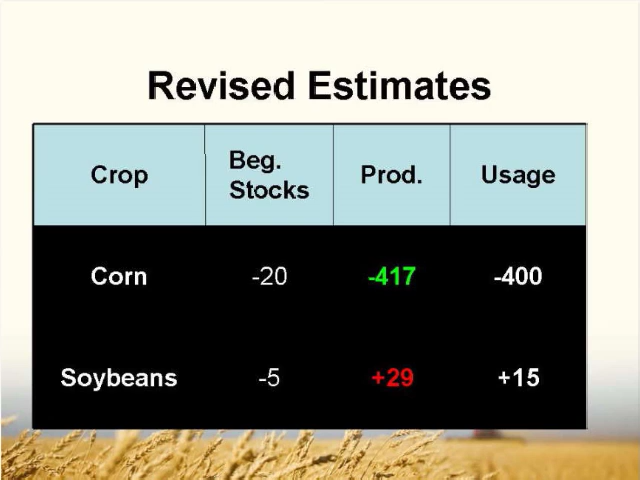 Revised Estimates
Crop Beg. Stocks Prod. Usage
Corn -20 -417 -400
Soybeans -5 +29 +15